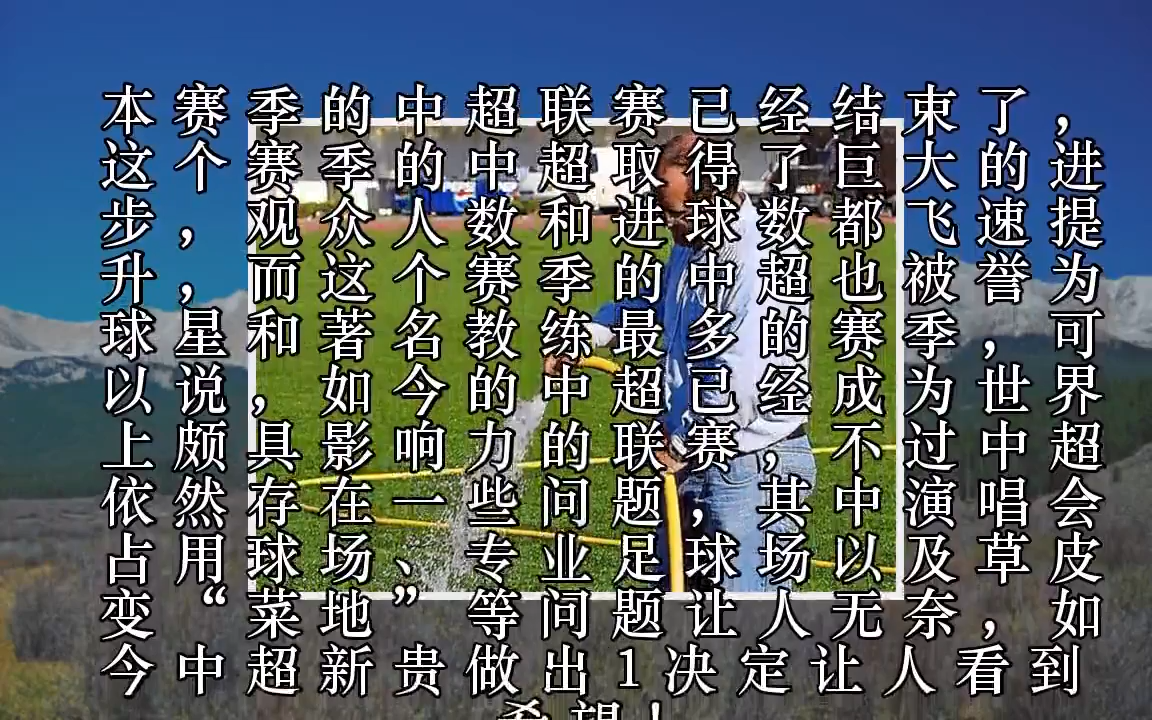 本赛季的中超联赛已经结束了，
这个赛季的中超取得了巨大的进
步，观众人数和进球数都飞速提
升，而这个赛季的中超也被誉为
球星和著名教练最多的赛季，可
以说，如今的中超已经成为世界
上颇具影响力的联赛，不过中超
依然存在一些问题，其中演唱会
占用球场、专业足球场以及草皮
变“菜地”等问题让人无奈，如
今中超新贵做出1决定让人看到
希望！